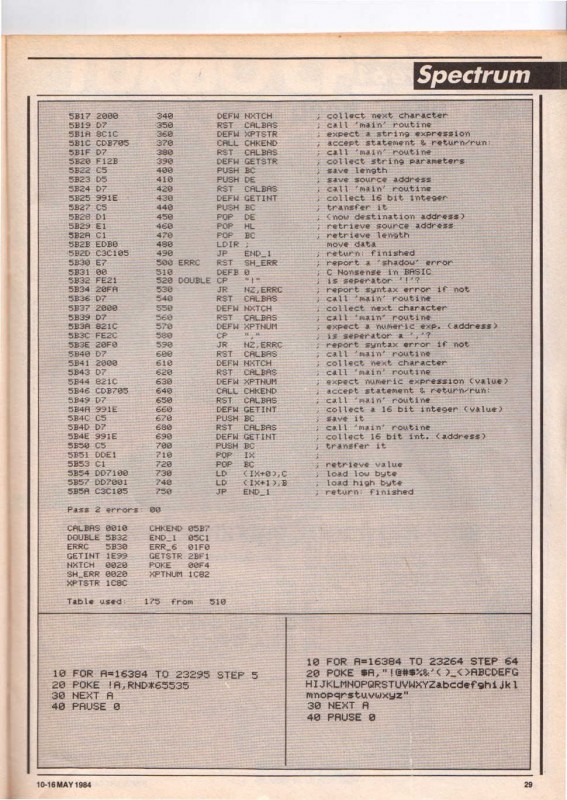 Spectrum
5B17 2000 340 DEFW NXTCH ; collect next character
5B19 D7 350 RST CALBAS ; call 'main' routine
5B1A 8C1C 360 DEFW XPTSTR ; expect a string expression
5B1C CDB705 370 CALL CHKEND ; accept statement & return/run:
5B1F D7 380 RST CALBAS ; call 'main' routine
5B20 F12B 390 DEFW GETSTR ; collect string parameters
5B22 C5 400 PUSH BC ; save length
5B23 D5 410 PUSH DE ; save source address
5B24 D7 420 RST CALBAS ; call 'main' routine
5B25 991E 430 DEFW GETINT ; collect 16 bit integer
5B27 C5 440 PUSH BC ; transfer it
5B28 D1 450 POP DE ; (now destination address)
5B29 E1 460 POP HL ; retrieve source address
5B2A C1 470 POP BC ; retrieve length
5B2B EDB0 480 LDIR ; move data
5B2D C3C105 490 JP END_1 ; return: finished
5B30 E7 500 ERRC RST SH_ERR ; report a 'shadow' error
5B31 00 510 DEFB 0 ; C Nonsense in BASIC
5B32 FE21 520 DOUBLE CP "!" ; is seperator '!'?
5B34 20FA 530 JR NZ,ERRC ; report syntax error if not
5B36 D7 540 RST CALBAS ; call 'main' routine
5B37 2000 550 DEFW NXTCH ; collect next character
5B39 D7 560 RST CALBAS ; call 'main' routine
5B3A 821C 570 DEFW XPTNUM ; expect a numeric exp. (address)
5B3C FE2C 580 CP "," ; is seperator a ','?
5B3E 20F0 590 JR NZ,ERRC ; report syntax error if not
5B40 D7 600 RST CALBAS ; call 'main' routine
5B41 2000 610 DEFW NXTCH ; collect next character
5B43 D7 620 RST CALBAS ; call 'main' routine
5B44 821C 630 DEFW XPTNUM ; expect numeric expression (value)
5B46 CDB705 640 CALL CHKEND ; accept statement & return/run:
5B49 D7 650 RST CALBAS ; call 'main' routine
5B4A 991E 660 DEFW GETINT ; collect a 16 bit integer (value)
5B4C C5 670 PUSH BC ; save it
5B4D D7 680 RST CALBAS ; call 'main' routine
5B4E 991E 690 DEFW GETINT ; collect 16 bit int. (address)
5B50 C5 700 PUSH BC ; transfer it
5B51 DDE1 710 POP IX ;
5B53 C1 720 POP BC ; retrieve value
5B54 DD7100 730 LD (IX+0),C ; load low byte
5B57 DD7001 740 LD (IX+1),B ; load high byte
5B5A C3C105 750 JP END_1 ; return: finished
Pass 2 errors: 00
CALBAS 0010 CHKEND 05B7
DOUBLE 5B32 END_1 05C1
ERRC 5B30 ERR_6 01F0
GETINT 1E99 GETSTR 2BF1
NXTCH 0020 POKE 00F4
SH_ERR 0020 XPTNUM 1C82
XPTSTR 1C8C
Table used: 175 from 510
10 FOR A=16384 TO 23295 STEP 5
20 POKE !A,RND*65535
30 NEXT A
40 PAUSE 0
10 FOR A=16384 TO 23264 STEP 64
20 POKE $A,"!@#$%&'()_<>ABCDEFG
HIJKLMNOPQRSTUVWXYZabcdefghijkl
mnopqrstuvwxyz"
30 NEXT A
40 PAUSE 0
10-16 MAY 1984
29